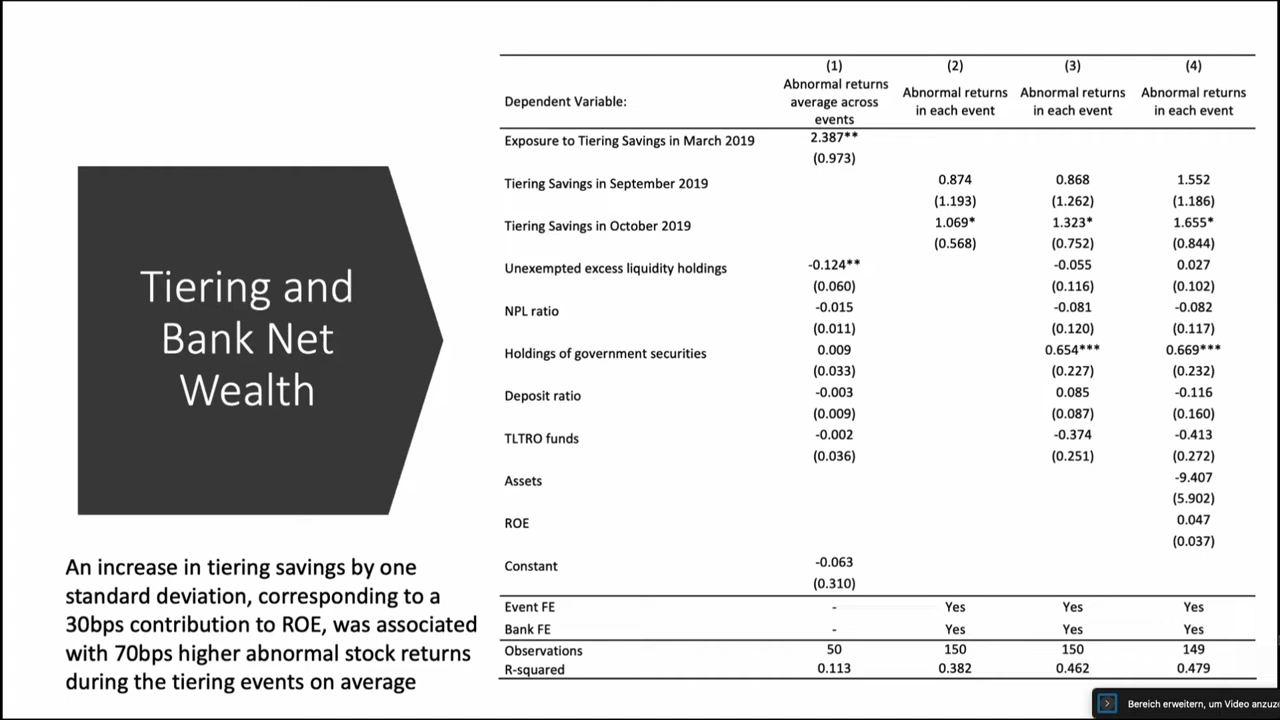 Tiering and
Bank Net
Wealth
An increase in tiering savings by one
standard deviation, corresponding to a
30bps contribution to ROE, was associated
with 70bps higher abnormal stock returns
during the tiering events on average
(1) (2) (3) (4)
Dependent Variable: Abnormal returns average across events Abnormal returns in each event Abnormal returns in each event Abnormal returns in each event
Exposure to Tiering Savings in March 2019 2.387**
(0.973)
Tiering Savings in September 2019 0.874 0.868 1.552
(1.193) (1.262) (1.186)
Tiering Savings in October 2019 1.069* 1.323* 1.655*
(0.568) (0.752) (0.844)
Unexempted excess liquidity holdings -0.124** -0.055 0.027
(0.060) (0.116) (0.102)
NPL ratio -0.015 -0.081 -0.082
(0.011) (0.120) (0.117)
Holdings of government securities 0.009 0.654*** 0.669***
(0.033) (0.227) (0.232)
Deposit ratio -0.003 0.085 -0.116
(0.009) (0.087) (0.160)
TLTRO funds -0.002 -0.374 -0.413
(0.036) (0.251) (0.272)
Assets -9.407
(5.902)
ROE 0.047
(0.037)
Constant -0.063
(0.310)
Event FE - Yes Yes Yes
Bank FE - Yes Yes Yes
Observations 50 150 150 149
R-squared 0.113 0.382 0.462 0.479
Bereich erweitern, um Video anzuz